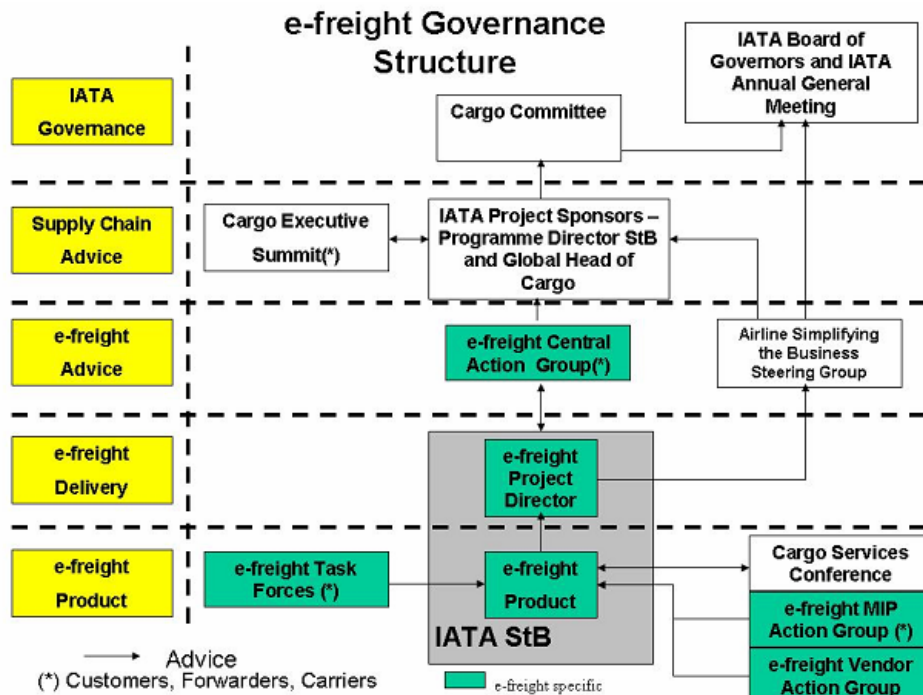 e-freight Governance
Structure
IATA Board of
Governors and IATA
Annual General
Meeting
IATA
Governance
Cargo Committee
Supply Chain
Advice
Cargo Executive
Summit(*)
IATA Project Sponsors –
Programme Director StB
and Global Head of
Cargo
e-freight
Advice
e-freight Central
Action Group(*)
Airline Simplifying
the Business
Steering Group
e-freight
Delivery
e-freight
Project
Director
e-freight
Product
e-freight Task
Forces (*)
e-freight
Product
Cargo Services
Conference
e-freight MIP
Action Group (*)
e-freight Vendor
Action Group
IATA StB
Advice
(*) Customers, Forwarders, Carriers
e-freight specific